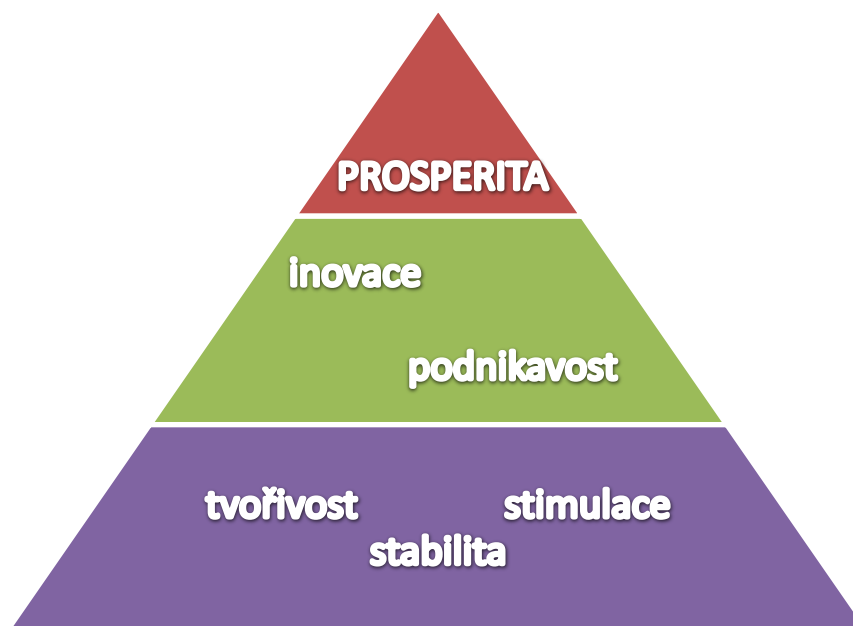 PROSPERITA
inovace
podnikavost
tvořivost stimulace
stabilita